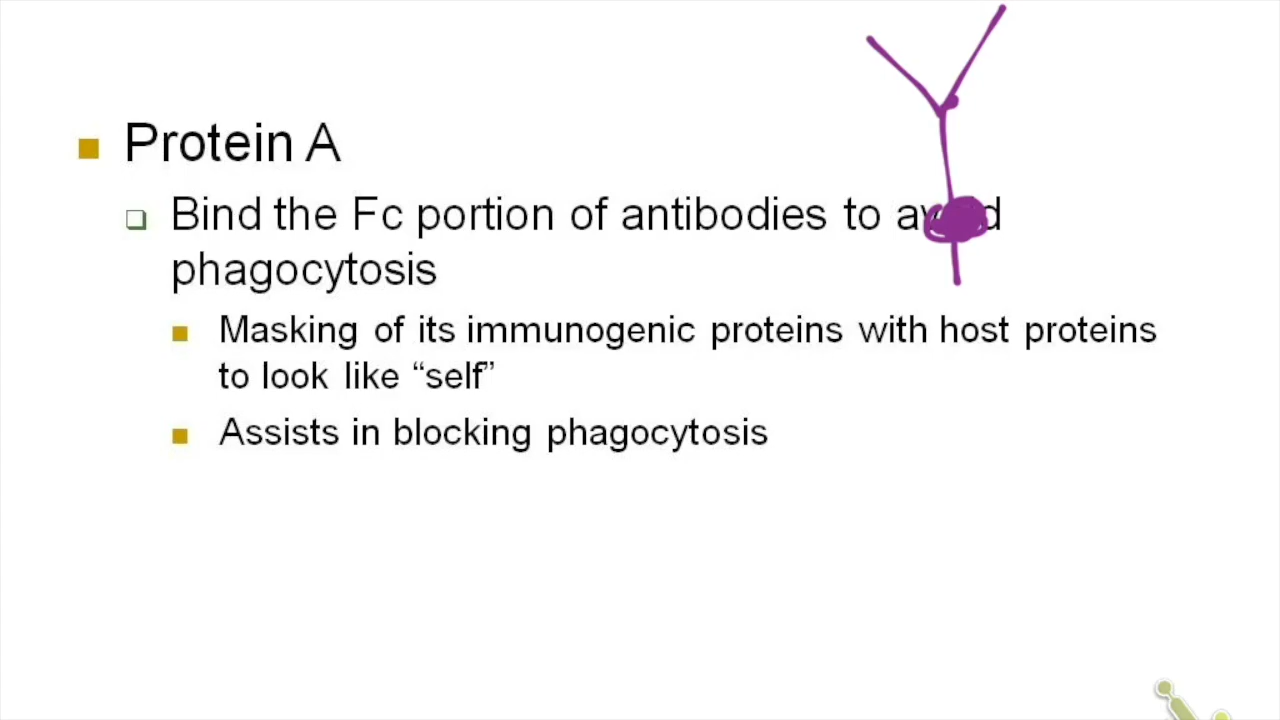 Protein A
Bind the Fc portion of antibodies to avoid
phagocytosis
Masking of its immunogenic proteins with host proteins
to look like “self”
Assists in blocking phagocytosis